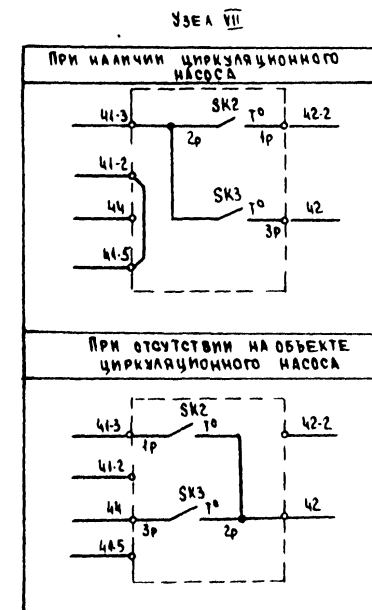 Узел VII
При наличии циркуляционного
насоса
41-3 SK2 T° 42-2
2р 1р
41-2
44 SK3 T° 42
3р
41-5
При отсутствии на объекте
циркуляционного насоса
41-3 SK2 T° 42-2
1р
41-2
44 SK3 T° 42
3р 2р
41-5